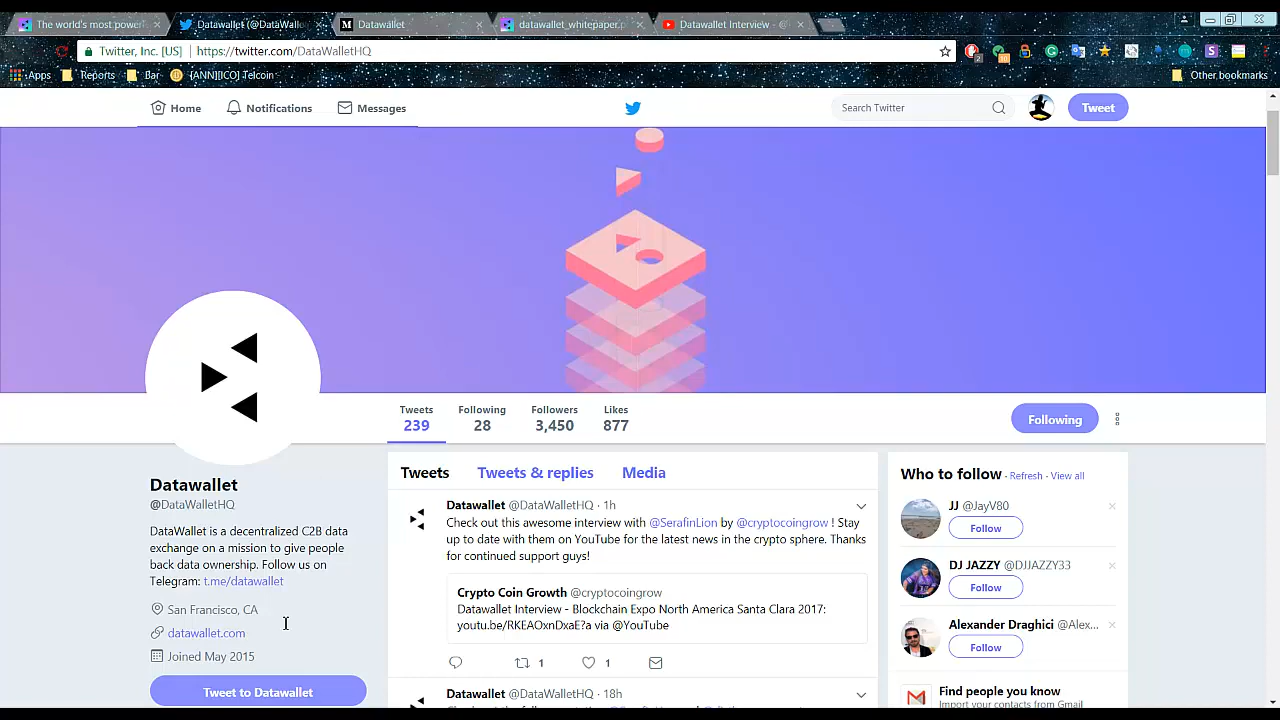 The world's most power
Datawallet (@DataWalle
Datawallet
datawallet_whitepaper.p
Datawallet Interview -
Twitter, Inc. [US] | https://twitter.com/DataWalletHQ
Apps Reports Bar [ANN][ICO] Telcoin Other bookmarks
Home Notifications Messages Search Twitter Tweet
Tweets Following Followers Likes
239 28 3,450 877
Following
Datawallet
@DataWalletHQ
DataWallet is a decentralized C2B data
exchange on a mission to give people
back data ownership. Follow us on
Telegram: t.me/datawallet
San Francisco, CA
datawallet.com
Joined May 2015
Tweet to Datawallet
Tweets Tweets & replies Media
Datawallet @DataWalletHQ · 1h
Check out this awesome interview with @SerafinLion by @cryptocoingrow ! Stay
up to date with them on YouTube for the latest news in the crypto sphere. Thanks
for continued support guys!
Crypto Coin Growth @cryptocoingrow
Datawallet Interview - Blockchain Expo North America Santa Clara 2017:
youtu.be/RKEAOxnDxaE?a via @YouTube
1 1
Datawallet @DataWalletHQ · 18h
Who to follow · Refresh · View all
JJ @JayV80
Follow
DJ JAZZY @DJJAZZY33
Follow
Alexander Draghici @Alex...
Follow
Find people you know
Import your contacts from Gmail